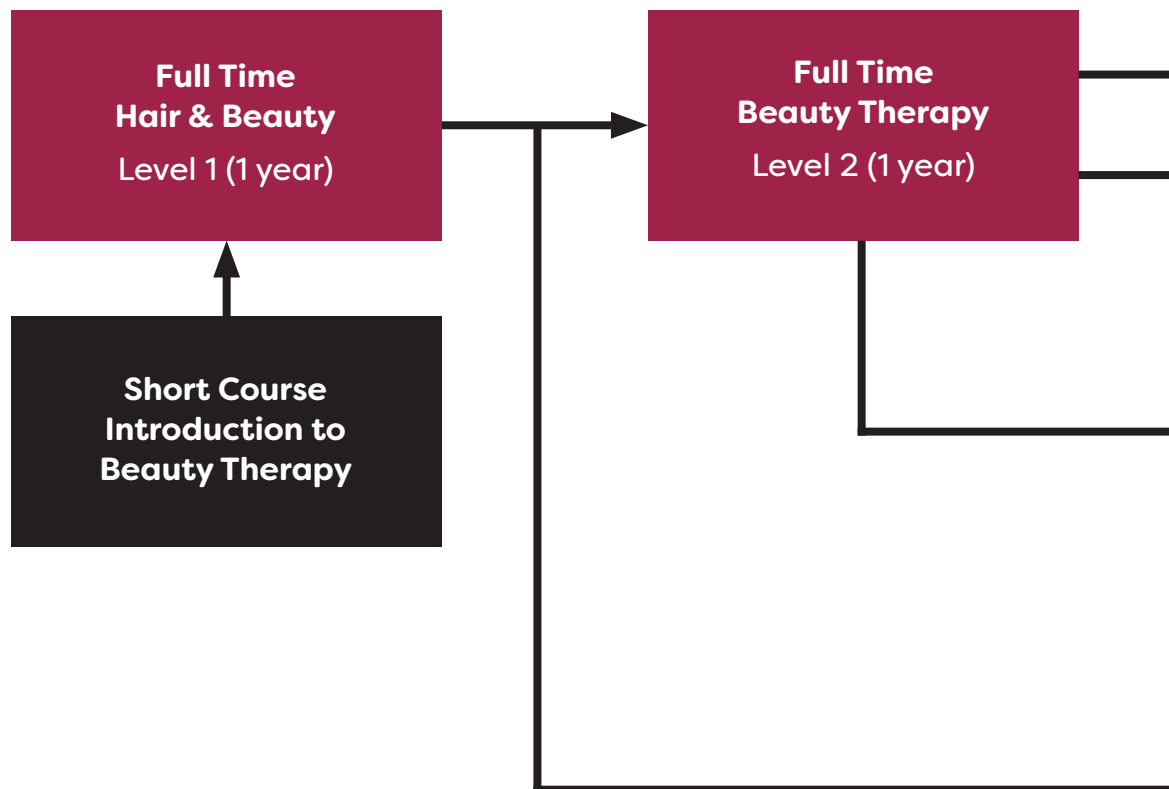 Full Time
Hair & Beauty
Level 1 (1 year)
Full Time
Beauty Therapy
Level 2 (1 year)
Short Course
Introduction to
Beauty Therapy